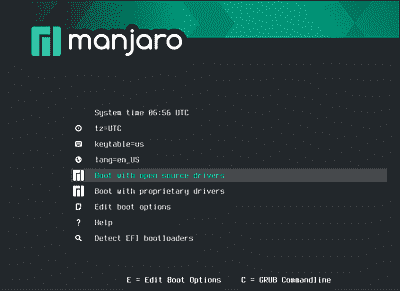 manjaro
System time 06:56 UTC
tz=UTC
keytable=us
lang=en_US
Boot with open source drivers
Boot with proprietary drivers
Edit boot options
Help
Detect EFI bootloaders
E = Edit Boot Options C = GRUB Commandline